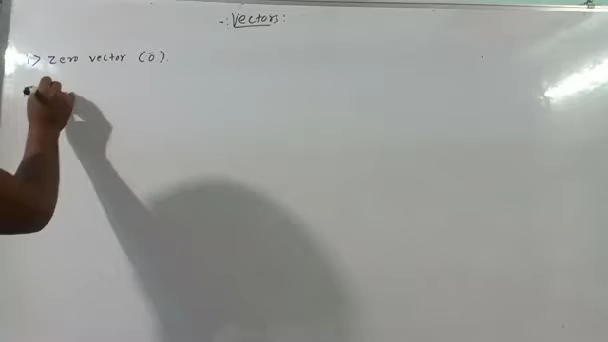 -: Vectors :
1> Zero vector (0̄).